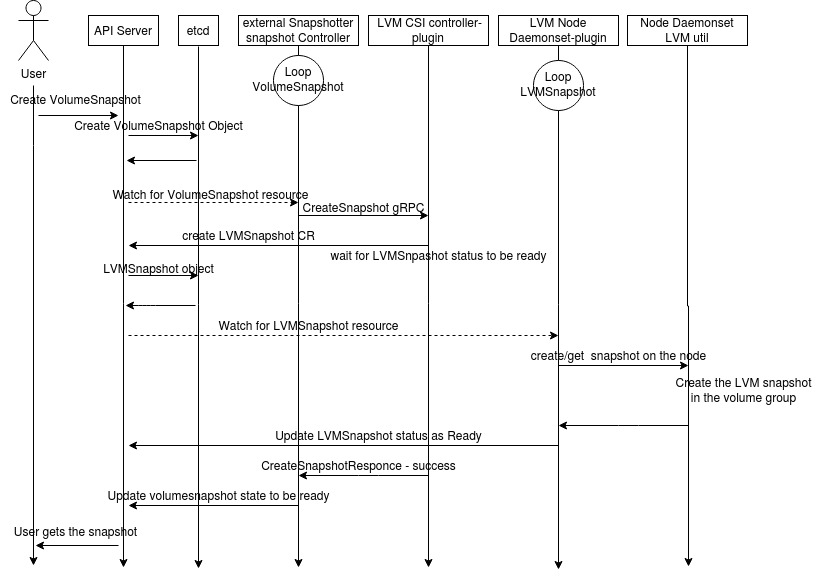 User
API Server
etcd
external Snapshotter
snapshot Controller
LVM CSI controller-
plugin
LVM Node
Daemonset-plugin
Node Daemonset
LVM util
Loop
VolumeSnapshot
Loop
LVMSnapshot
Create VolumeSnapshot
Create VolumeSnapshot Object
Watch for VolumeSnapshot resource
CreateSnapshot gRPC
create LVMSnapshot CR
wait for LVMSnpashot status to be ready
LVMSnapshot object
Watch for LVMSnapshot resource
create/get  snapshot on the node
Create the LVM snapshot
in the volume group
Update LVMSnapshot status as Ready
CreateSnapshotResponce - success
Update volumesnapshot state to be ready
User gets the snapshot